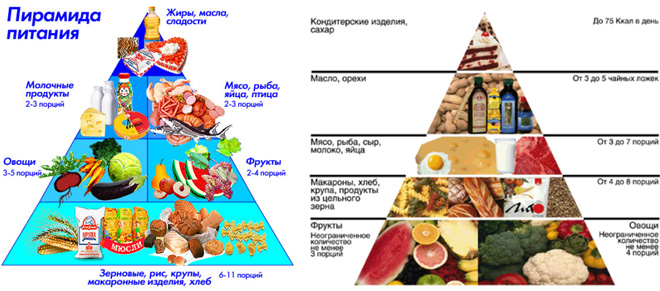 Пирамида
питания
Жиры, масла,
сладости
Молочные
продукты
2-3 порций
Мясо, рыба,
яйца, птица
2-3 порций
Овощи
3-5 порций
Фрукты
2-4 порций
МЮСЛИ
Зерновые, рис, крупы,
макаронные изделия, хлеб
6-11 порций
Кондитерские изделия,
сахар
До 75 Ккал в день
Масло, орехи
От 3 до 5 чайных ложек
Мясо, рыба, сыр,
молоко, яйца
От 3 до 7 порций
Макароны, хлеб,
крупа, продукты
из цельного
зерна
От 4 до 8 порций
Фрукты
Неограниченное
количество
не менее
3 порций
Овощи
Неограниченное
количество
не менее
4 порций